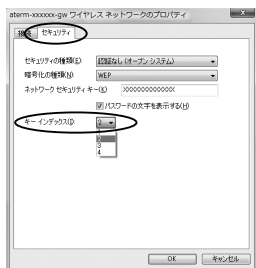 aterm-xxxxxx-gw ワイヤレス ネットワークのプロパティ
接続 セキュリティ
セキュリティの種類(E): 認証なし (オープン システム)
暗号化の種類(N): WEP
ネットワーク セキュリティ キー(K) XXXXXXXXXXXXX
パスワードの文字を表示する(H)
キー インデックス(I): 2
1
2
3
4
OK キャンセル